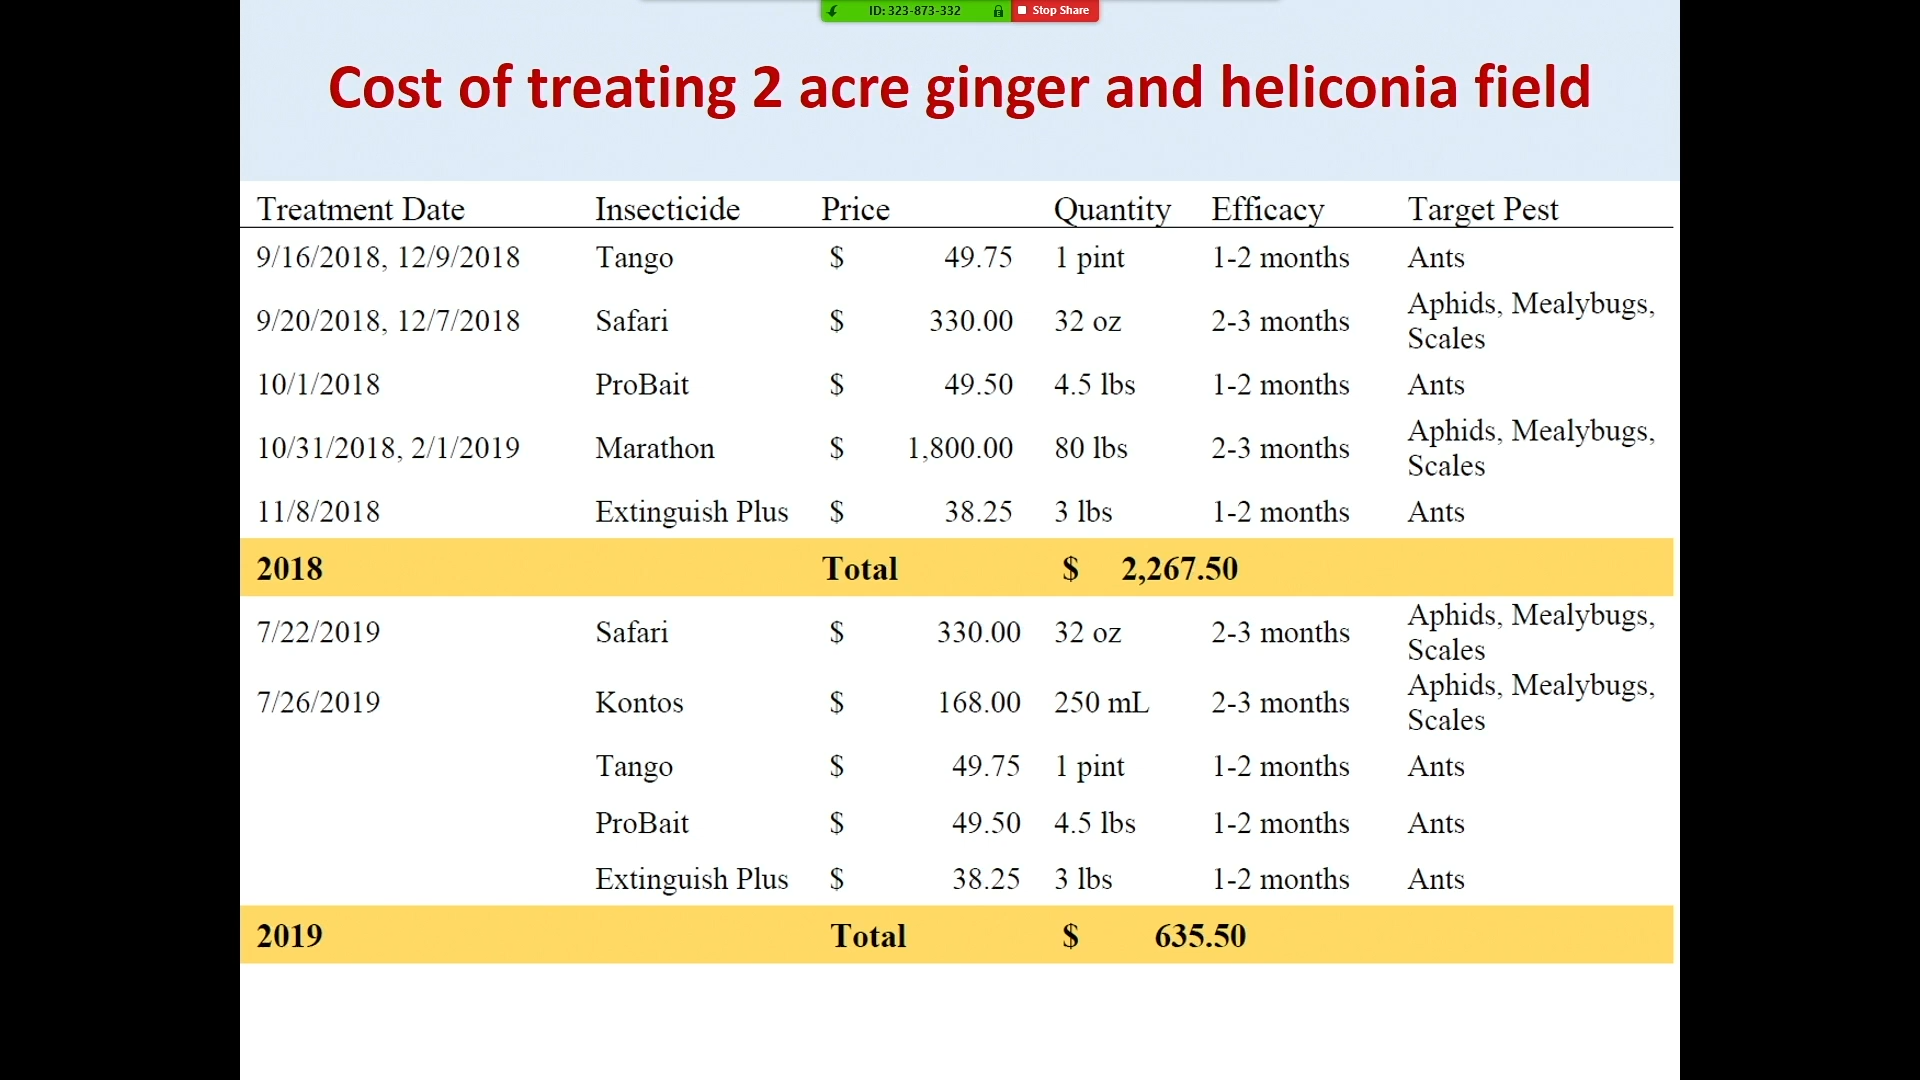 ID: 323-873-332 Stop Share
Cost of treating 2 acre ginger and heliconia field
Treatment Date Insecticide Price Quantity Efficacy Target Pest
9/16/2018, 12/9/2018 Tango $ 49.75 1 pint 1-2 months Ants
9/20/2018, 12/7/2018 Safari $ 330.00 32 oz 2-3 months Aphids, Mealybugs,
Scales
10/1/2018 ProBait $ 49.50 4.5 lbs 1-2 months Ants
10/31/2018, 2/1/2019 Marathon $ 1,800.00 80 lbs 2-3 months Aphids, Mealybugs,
Scales
11/8/2018 Extinguish Plus $ 38.25 3 lbs 1-2 months Ants
2018 Total $ 2,267.50
7/22/2019 Safari $ 330.00 32 oz 2-3 months Aphids, Mealybugs,
Scales
7/26/2019 Kontos $ 168.00 250 mL 2-3 months Aphids, Mealybugs,
Scales
Tango $ 49.75 1 pint 1-2 months Ants
ProBait $ 49.50 4.5 lbs 1-2 months Ants
Extinguish Plus $ 38.25 3 lbs 1-2 months Ants
2019 Total $ 635.50